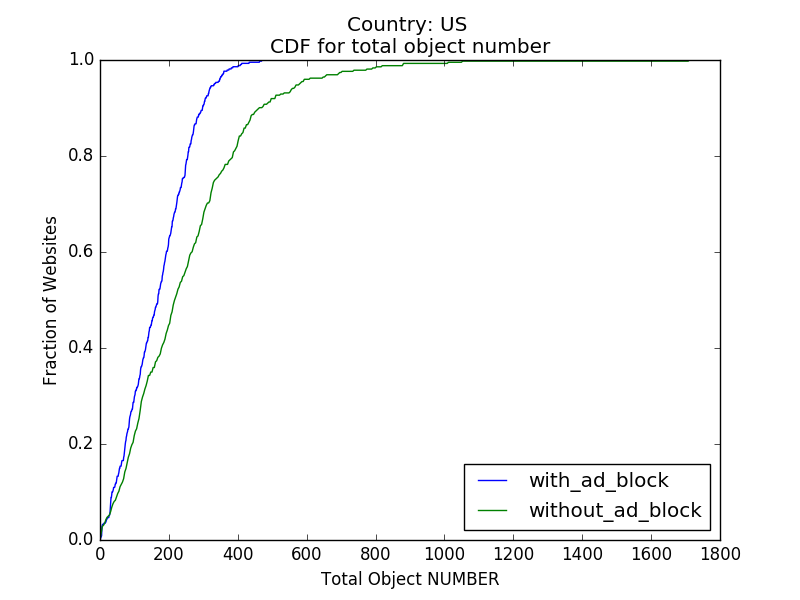 Country: US
CDF for total object number
1.0
0.8
0.6
0.4
0.2
0.0
Fraction of Websites
with_ad_block
without_ad_block
0 200 400 600 800 1000 1200 1400 1600 1800
Total Object NUMBER